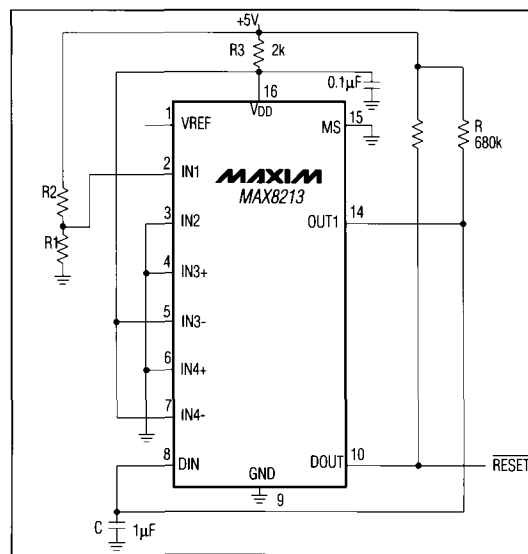 +5V
R3 2k
0.1µF
16
VDD
1 VREF
MS 15
R
680k
2 IN1
MAXIM
MAX8213
R2
3 IN2
OUT1 14
R1
4 IN3+
5 IN3-
6 IN4+
7 IN4-
8 DIN
DOUT 10
RESET
GND
9
C 1µF